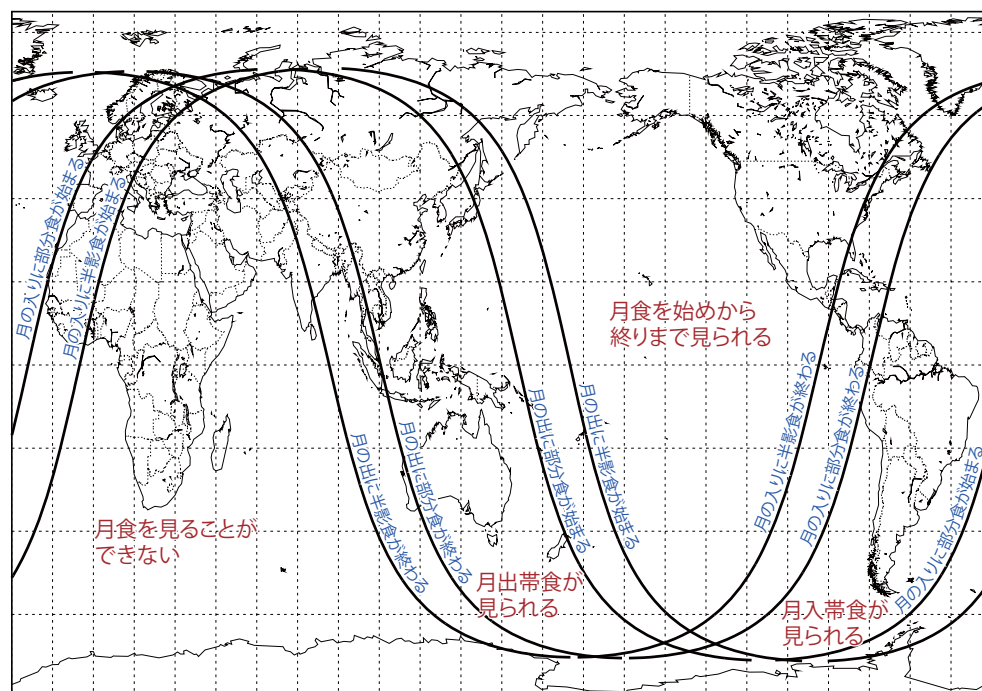 月の入りに部分食が始まる
月の入りに半影食が始まる
月食を始めから
終りまで見られる
月の出に半影食が終わる
月の出に部分食が終わる
月の出に部分食が始まる
月の出に半影食が始まる
月の入りに半影食が終わる
月の入りに部分食が終わる
月の入りに部分食が始まる
月食を見ることが
できない
月出帯食が
見られる
月入帯食が
見られる